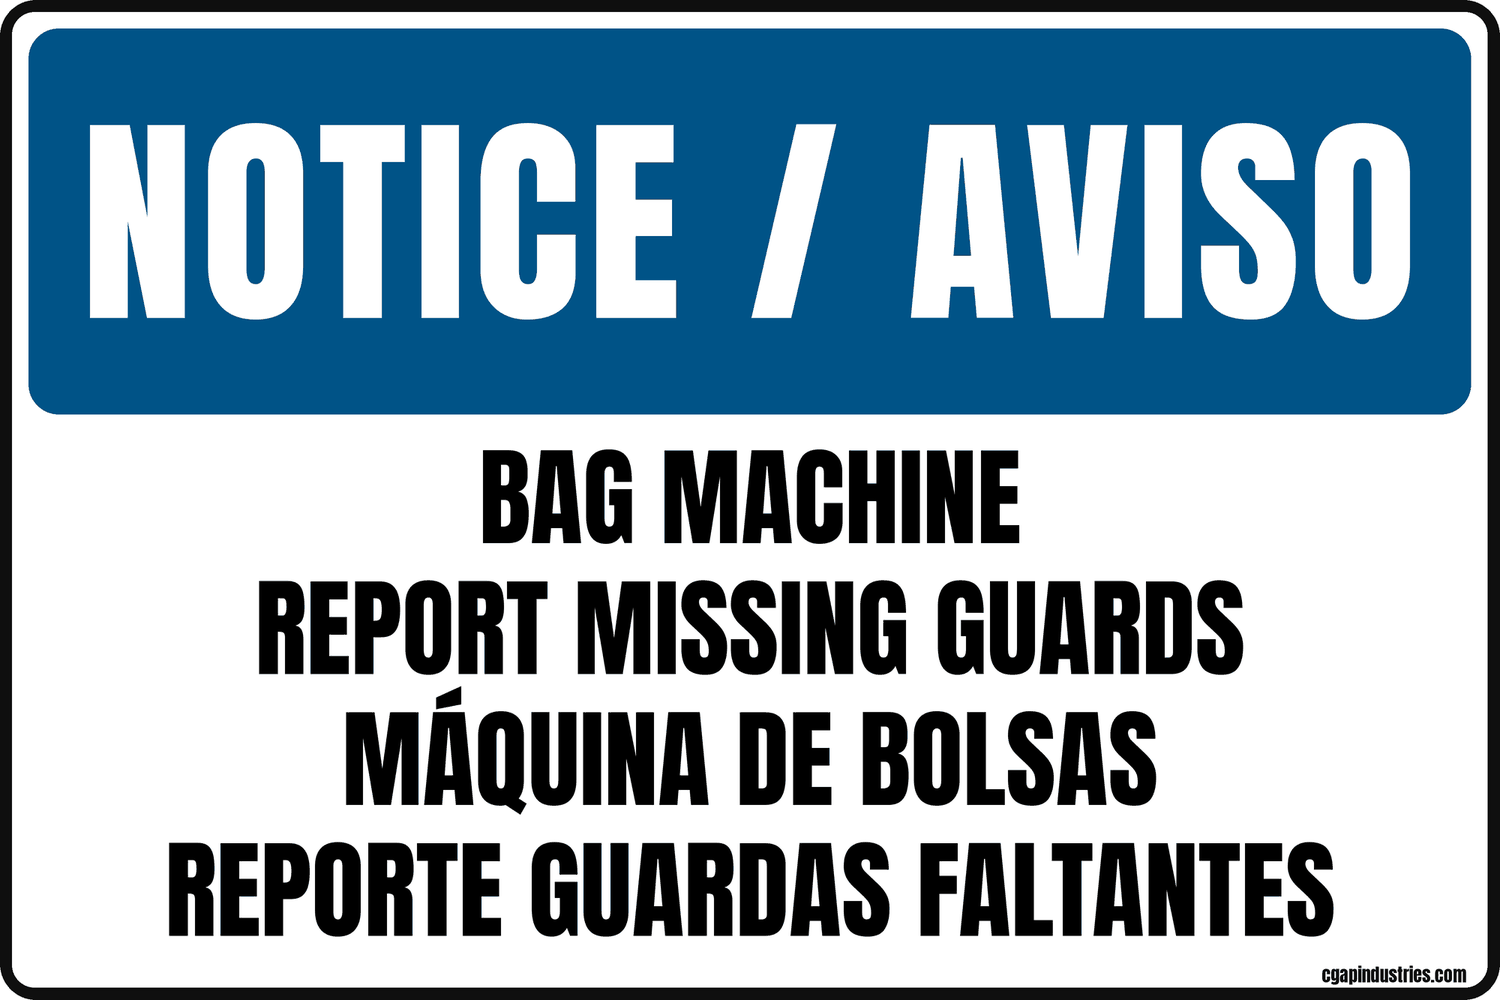 NOTICE / AVISO
BAG MACHINE
REPORT MISSING GUARDS
MÁQUINA DE BOLSAS
REPORTE GUARDAS FALTANTES
cgapindustries.com